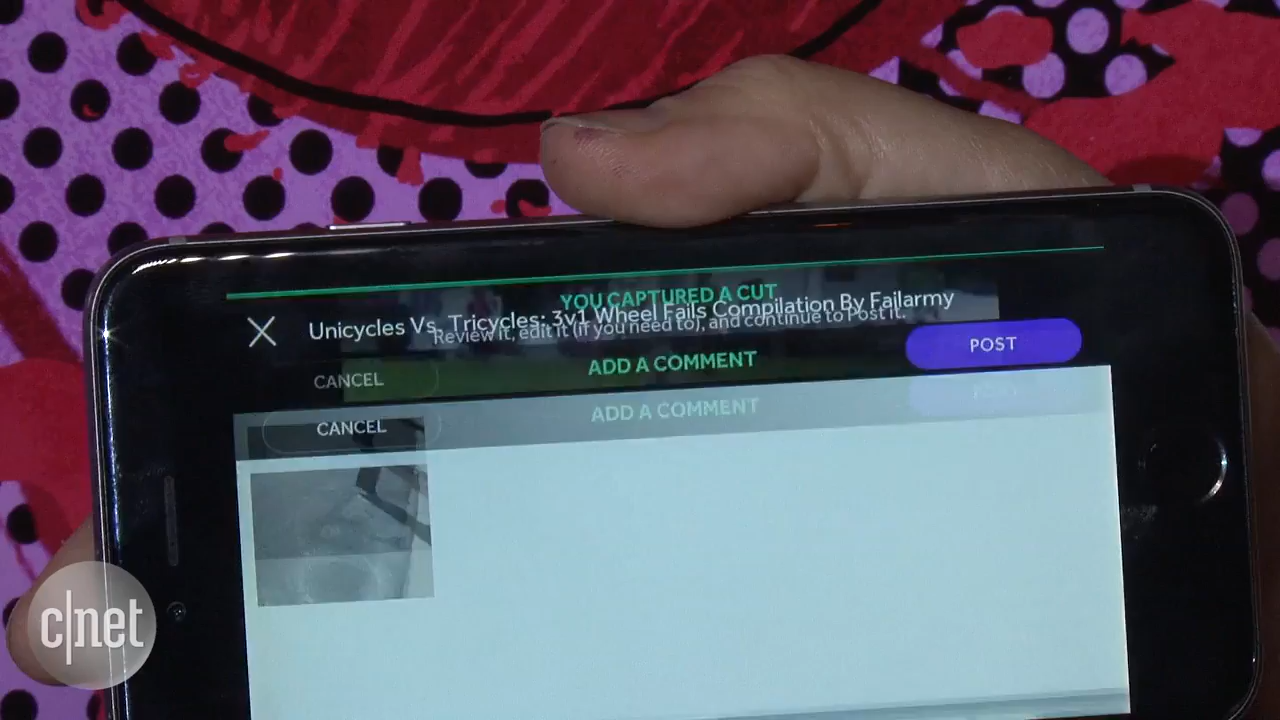 YOU CAPTURED A CUT
Unicycles Vs. Tricycles: 3v1 Wheel Fails Compilation By Failarmy
Review it, edit it (if you need to), and continue to Post it.
POST
ADD A COMMENT
CANCEL
ADD A COMMENT
CANCEL
c|net